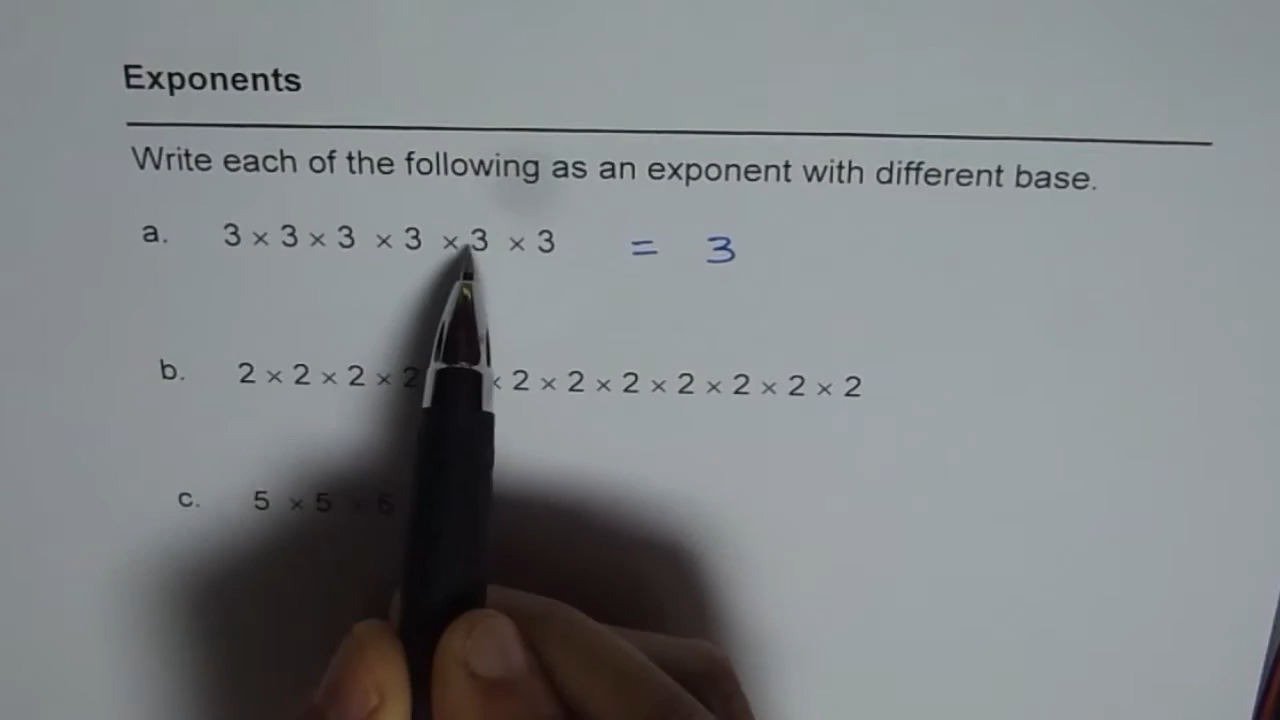 Exponents
Write each of the following as an exponent with different base.
a. 3 × 3 × 3 × 3 × 3 × 3 = 3
b. 2 × 2 × 2 × 2 × 2 × 2 × 2 × 2 × 2 × 2 × 2
c. 5 × 5